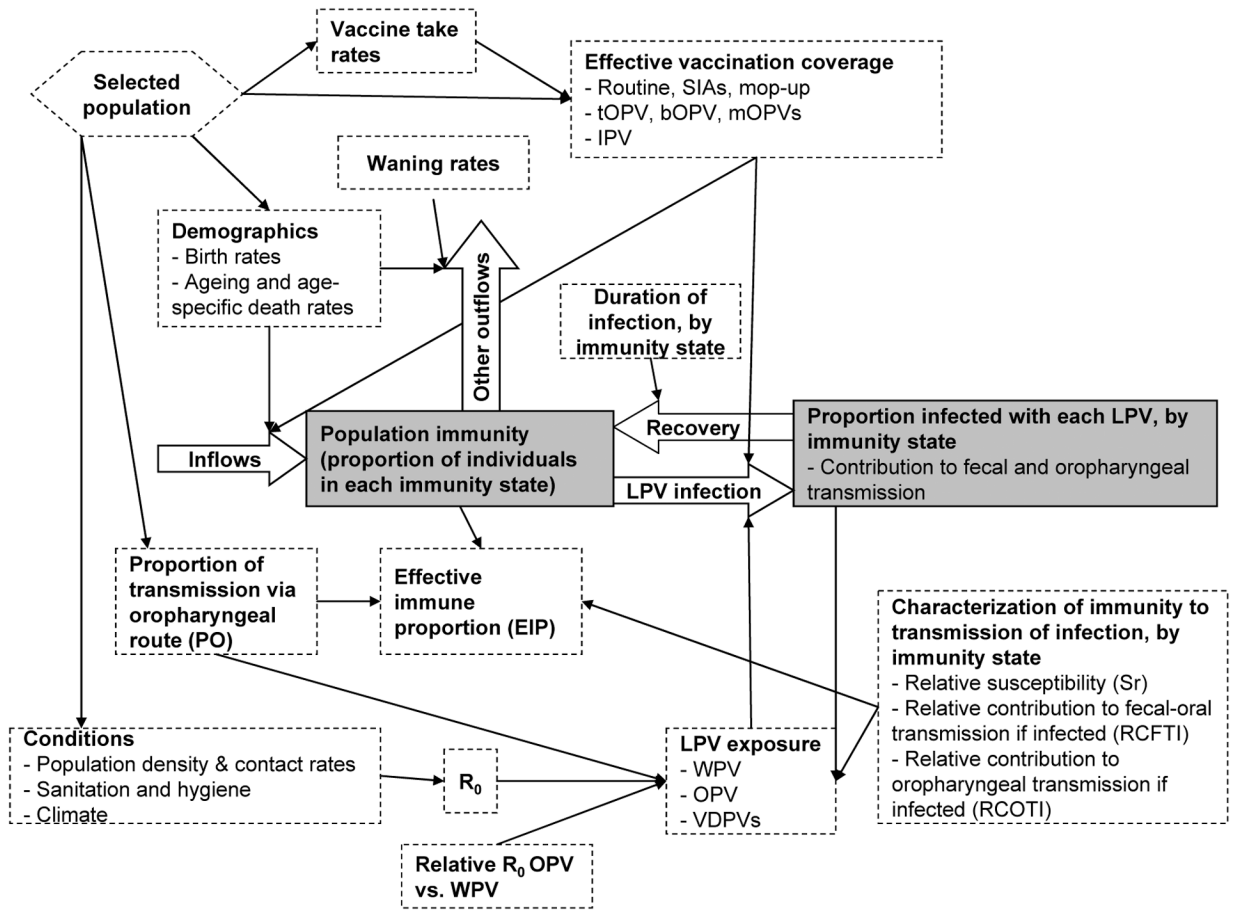 Vaccine take
rates
Selected
population
Effective vaccination coverage
- Routine, SIAs, mop-up
- tOPV, bOPV, mOPVs
- IPV
Waning rates
Demographics
- Birth rates
- Ageing and age-
specific death rates
Other outflows
Duration of
infection, by
immunity state
Inflows
Population immunity
(proportion of individuals
in each immunity state)
Recovery
LPV infection
Proportion infected with each LPV, by
immunity state
- Contribution to fecal and oropharyngeal
transmission
Proportion of
transmission via
oropharyngeal
route (PO)
Effective
immune
proportion (EIP)
Characterization of immunity to
transmission of infection, by
immunity state
- Relative susceptibility (Sr)
- Relative contribution to fecal-oral
transmission if infected (RCFTI)
- Relative contribution to
oropharyngeal transmission if
infected (RCOTI)
Conditions
- Population density & contact rates
- Sanitation and hygiene
- Climate
R0
LPV exposure
- WPV
- OPV
- VDPVs
Relative R0 OPV
vs. WPV